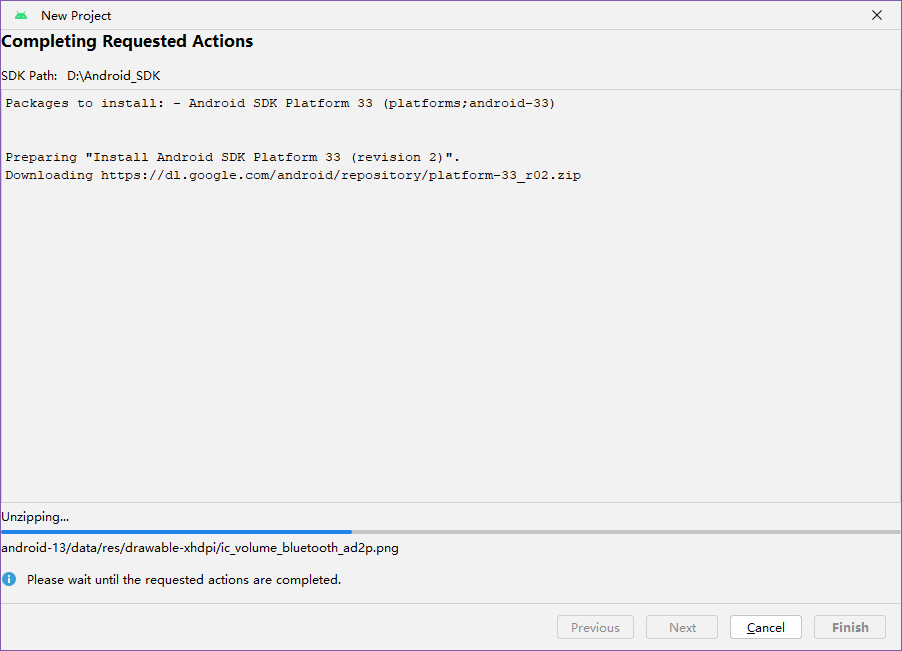 New Project
Completing Requested Actions
SDK Path: D:\Android_SDK
Packages to install: - Android SDK Platform 33 (platforms;android-33)
Preparing "Install Android SDK Platform 33 (revision 2)".
Downloading https://dl.google.com/android/repository/platform-33_r02.zip
Unzipping...
android-13/data/res/drawable-xhdpi/ic_volume_bluetooth_ad2p.png
Please wait until the requested actions are completed.
Previous Next Cancel Finish